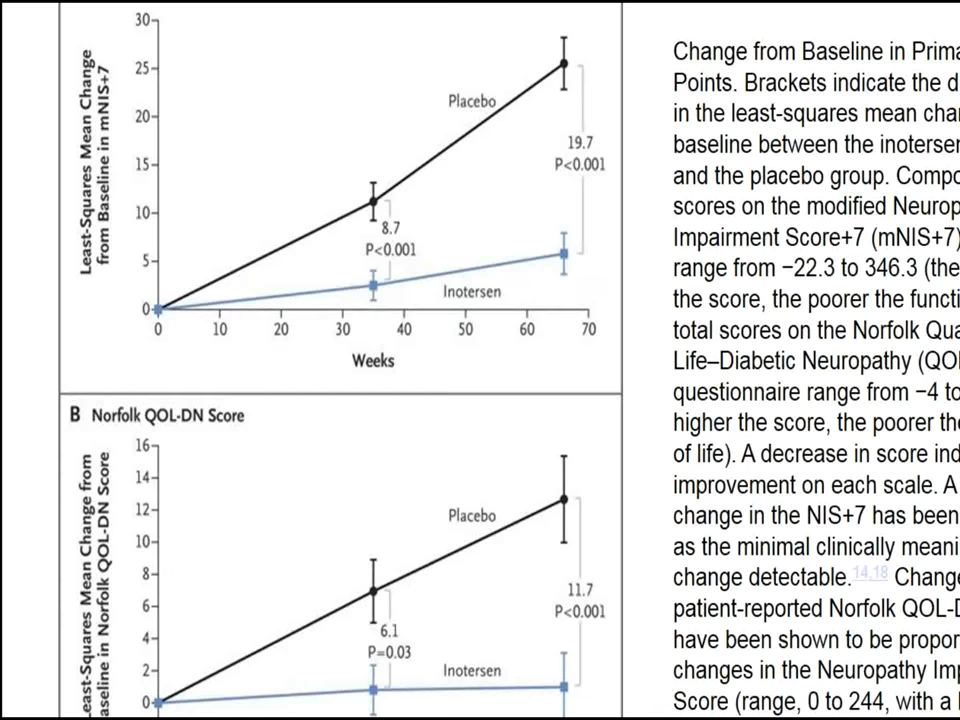 30
25
20
15
10
5
0
Least-Squares Mean Change
from Baseline in mNIS+7
Placebo
19.7
P<0.001
8.7
P<0.001
Inotersen
0 10 20 30 40 50 60 70
Weeks
B Norfolk QOL-DN Score
16
14
12
10
8
6
4
2
0
Least-Squares Mean Change from
Baseline in Norfolk QOL-DN Score
Placebo
11.7
P<0.001
6.1
P=0.03
Inotersen
Change from Baseline in Prima
Points. Brackets indicate the d
in the least-squares mean chan
baseline between the inotersen
and the placebo group. Compo
scores on the modified Neurop
Impairment Score+7 (mNIS+7)
range from −22.3 to 346.3 (the
the score, the poorer the functi
total scores on the Norfolk Qua
Life–Diabetic Neuropathy (QOL
questionnaire range from −4 to
higher the score, the poorer the
of life). A decrease in score ind
improvement on each scale. A
change in the NIS+7 has been
as the minimal clinically meani
change detectable.14,18 Change
patient-reported Norfolk QOL-D
have been shown to be propor
changes in the Neuropathy Imp
Score (range, 0 to 244, with a